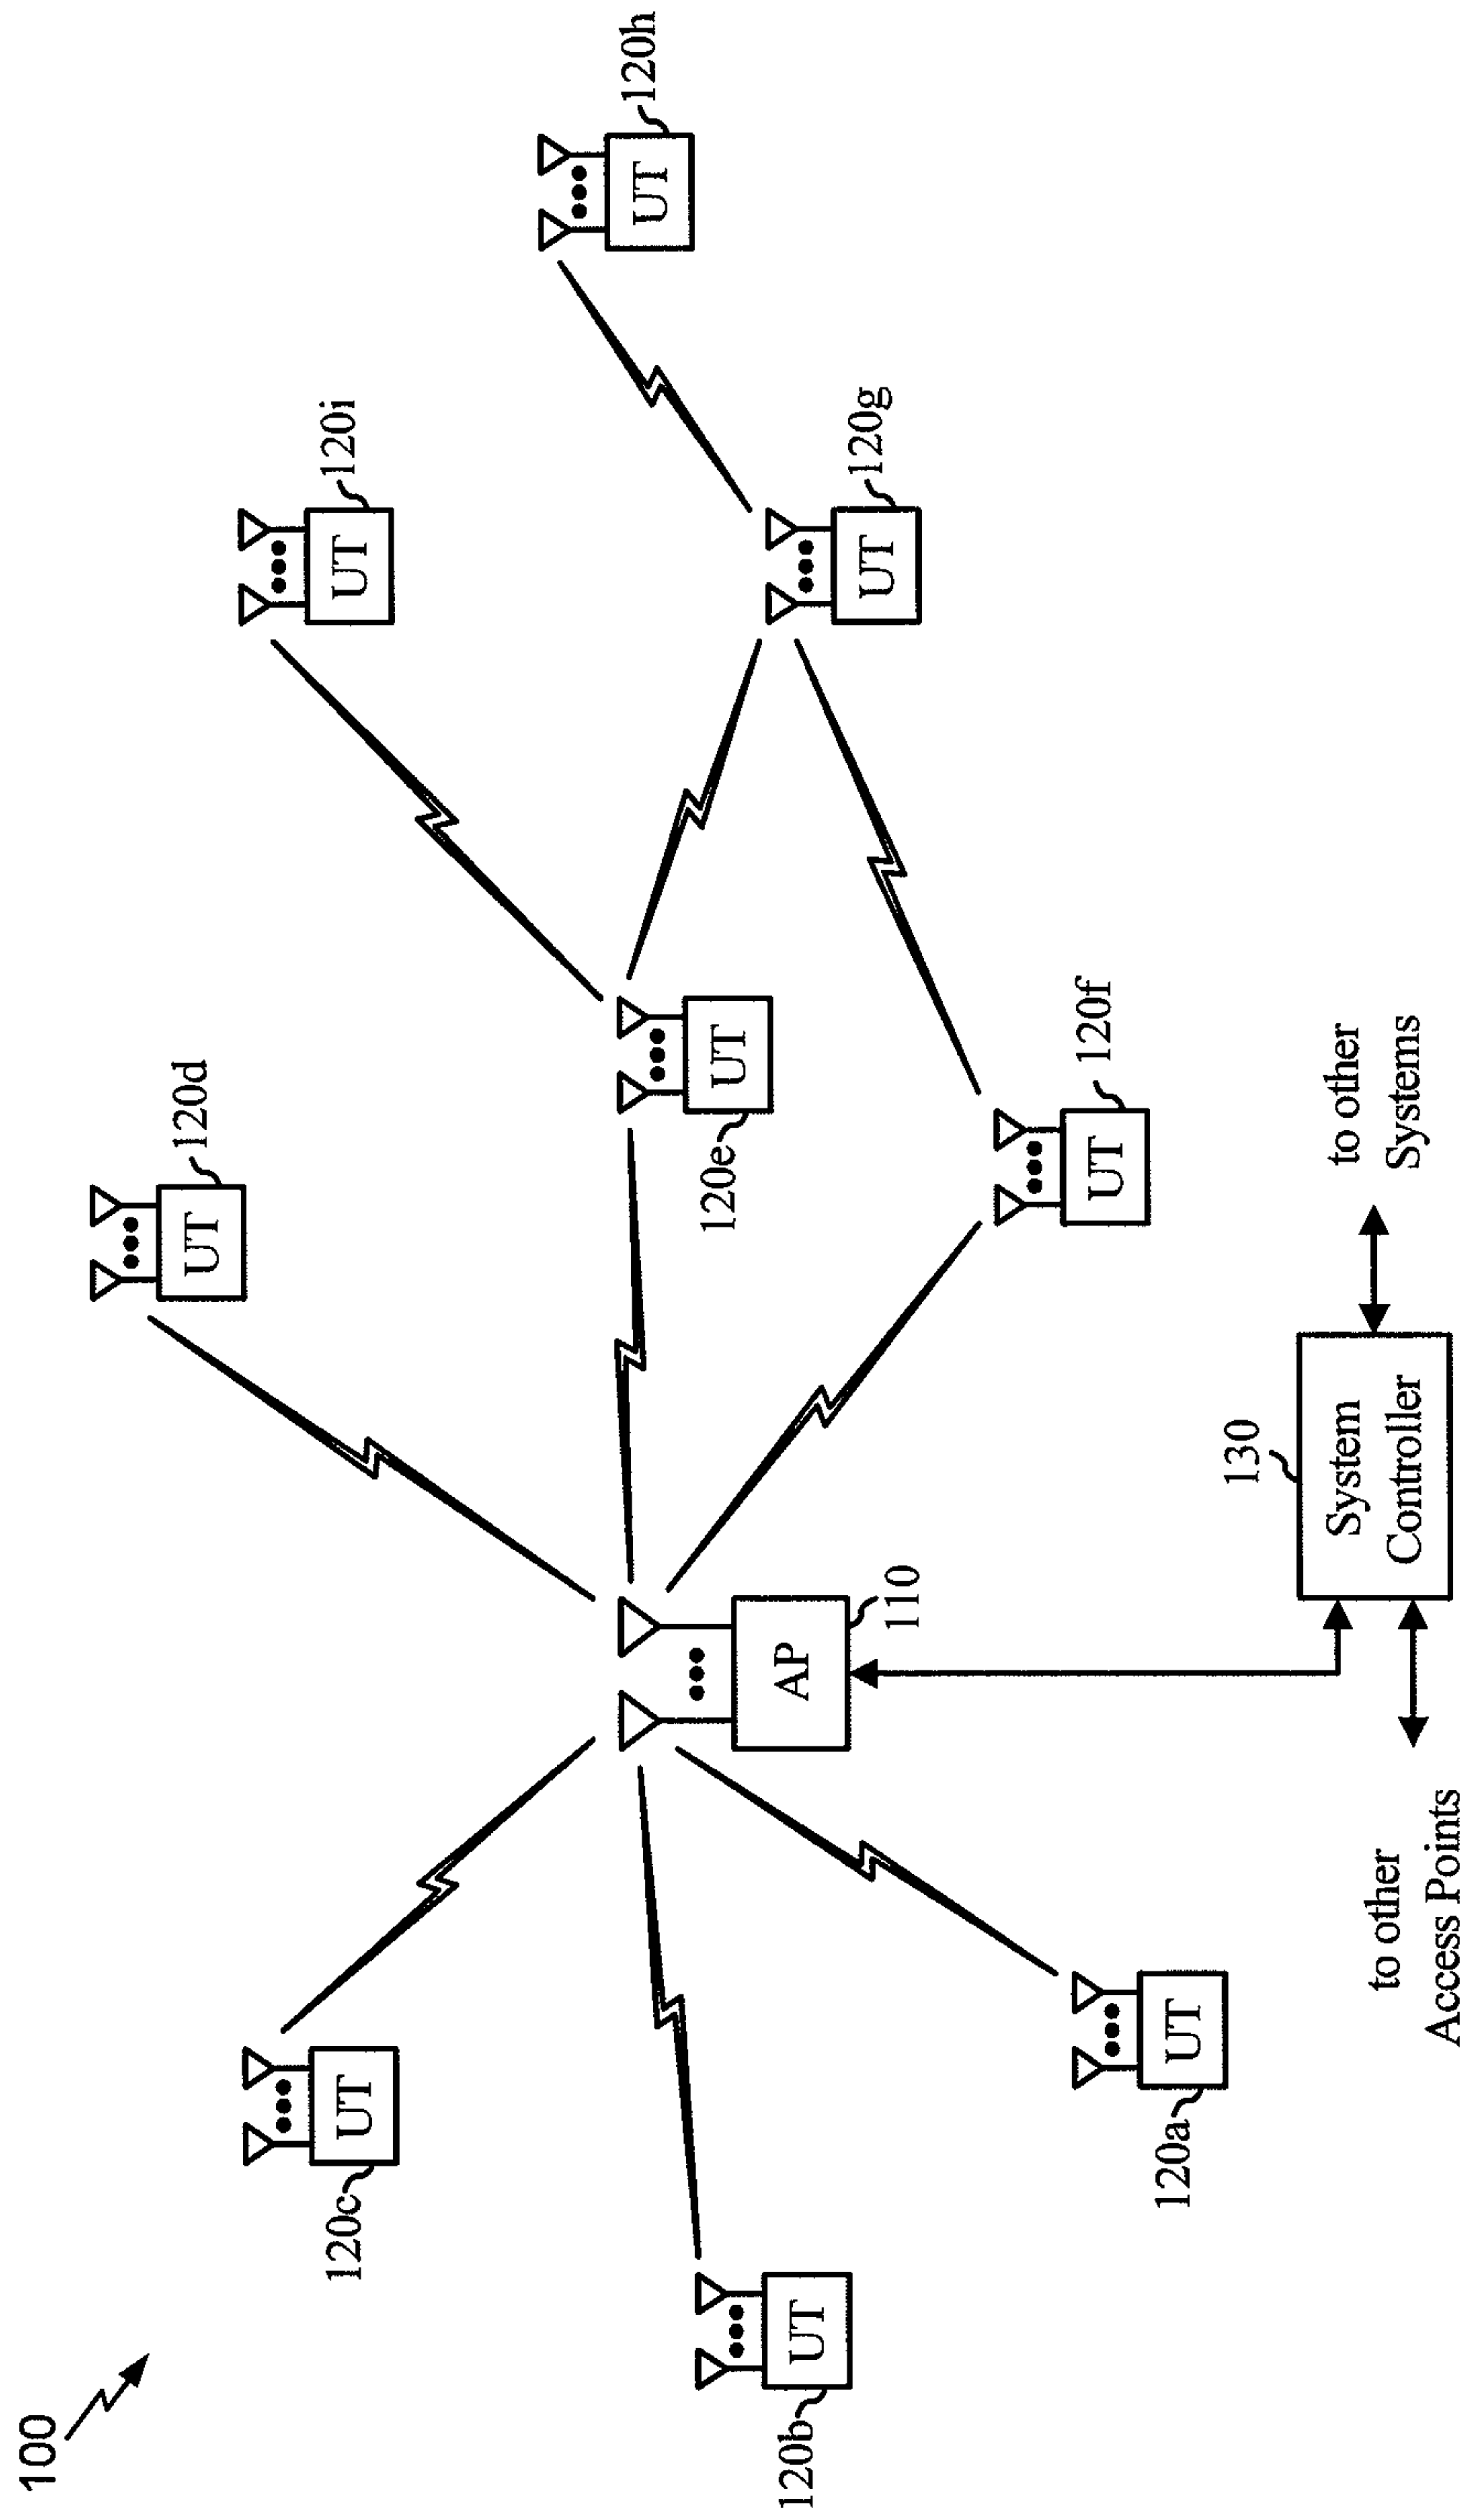 100
120d
UT
120i
UT
120c
UT
120h
UT
120e
UT
120b
UT
AP
110
120g
UT
120f
UT
120a
UT
130
System
Controller
to other
Systems
to other
Access Points